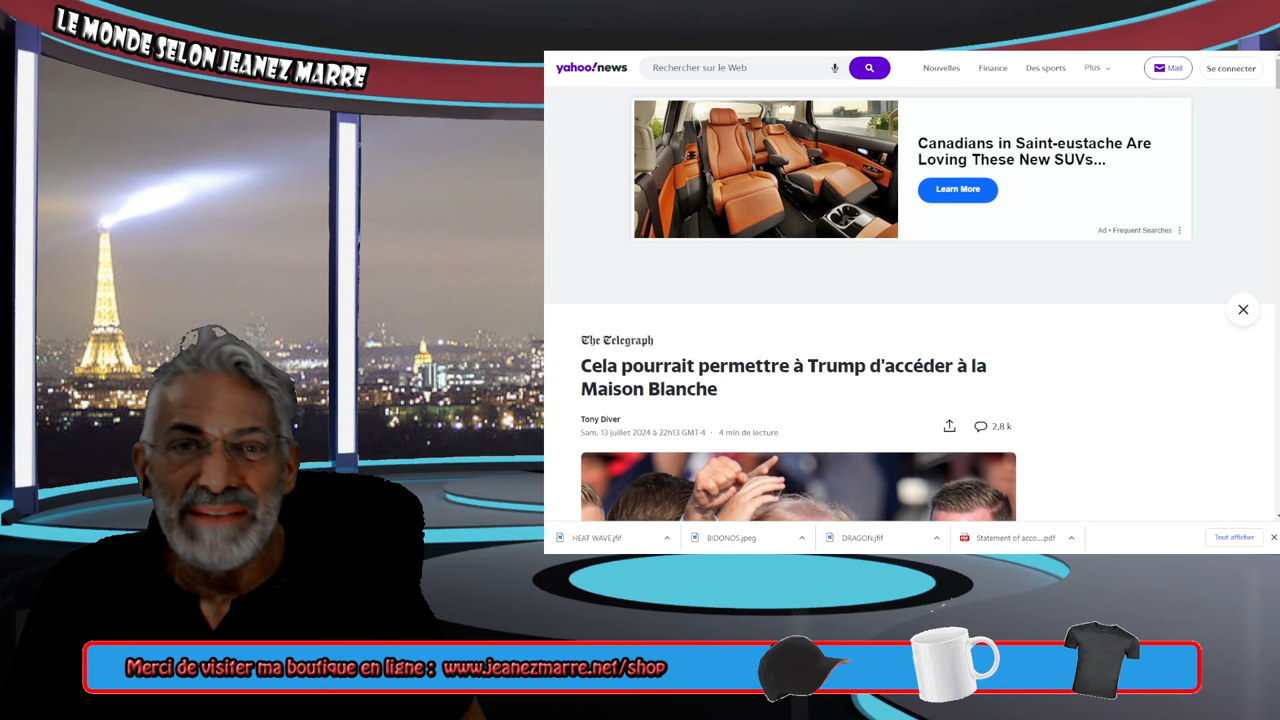 LE MONDE SELON JEANEZ MARRE
yahoo!news
Rechercher sur le Web
Nouvelles
Finance
Des sports
Plus
Mail
Se connecter
Canadians in Saint-eustache Are
Loving These New SUVs...
Learn More
Ad • Frequent Searches
The Telegraph
Cela pourrait permettre à Trump d'accéder à la
Maison Blanche
Tony Diver
Sam. 13 juillet 2024 à 22h13 GMT-4 · 4 min de lecture
2,8 k
HEAT WAVE.jfif
BIDONOS.jpeg
DRAGON.jfif
PDF
Statement of acco....pdf
Tout afficher
Merci de visiter ma boutique en ligne : www.jeanezmarre.net/shop